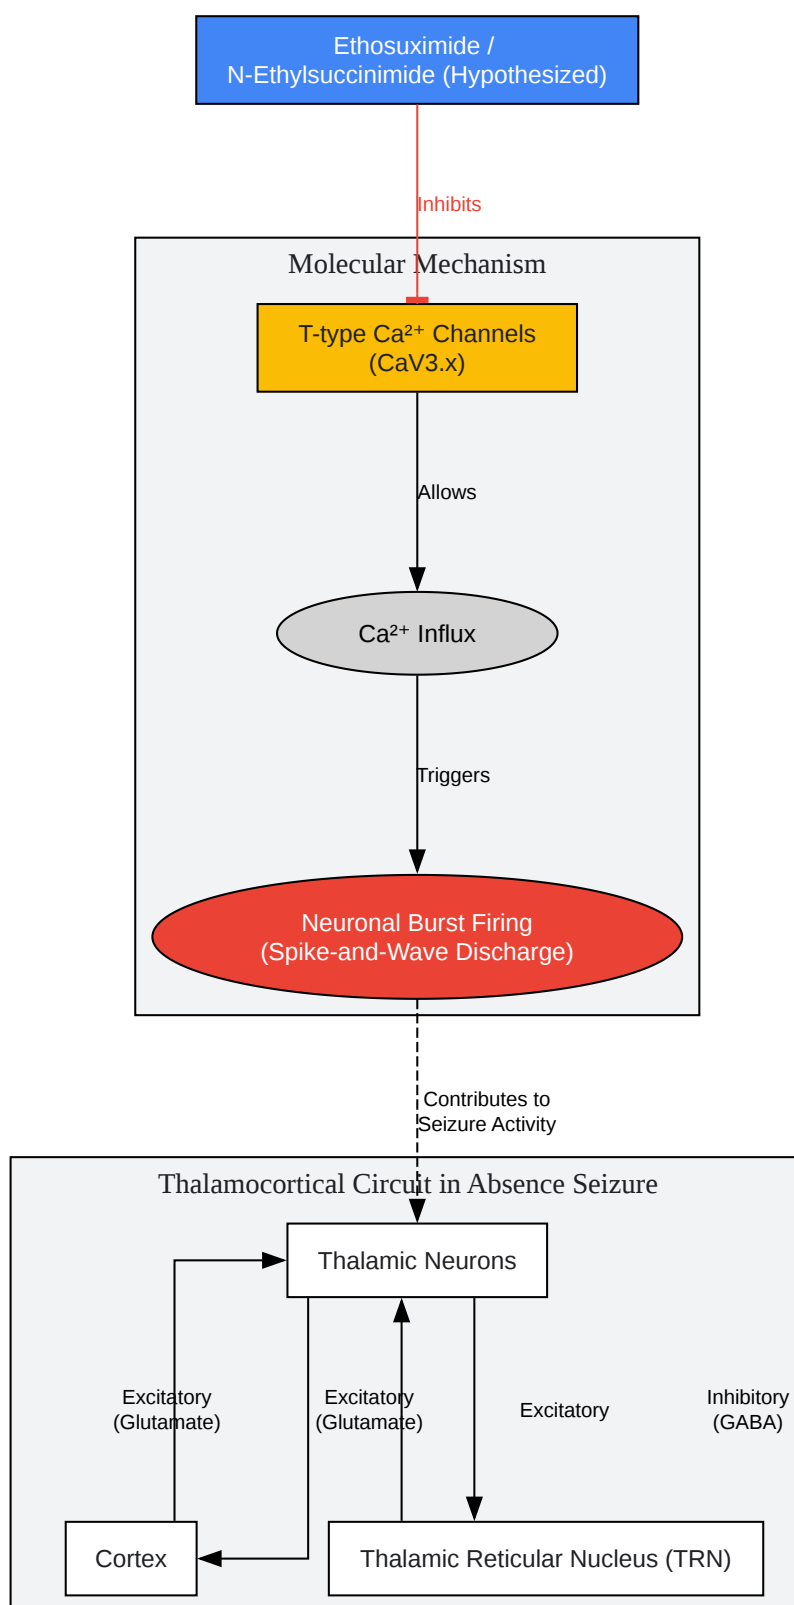 Ethosuximide /
N-Ethylsuccinimide (Hypothesized)
Inhibits
Molecular Mechanism
T-type Ca²⁺ Channels
(CaV3.x)
Allows
Ca²⁺ Influx
Triggers
Neuronal Burst Firing
(Spike-and-Wave Discharge)
Contributes to
Seizure Activity
Thalamocortical Circuit in Absence Seizure
Thalamic Neurons
Excitatory
(Glutamate)
Excitatory
(Glutamate)
Excitatory
Inhibitory
(GABA)
Cortex
Thalamic Reticular Nucleus (TRN)